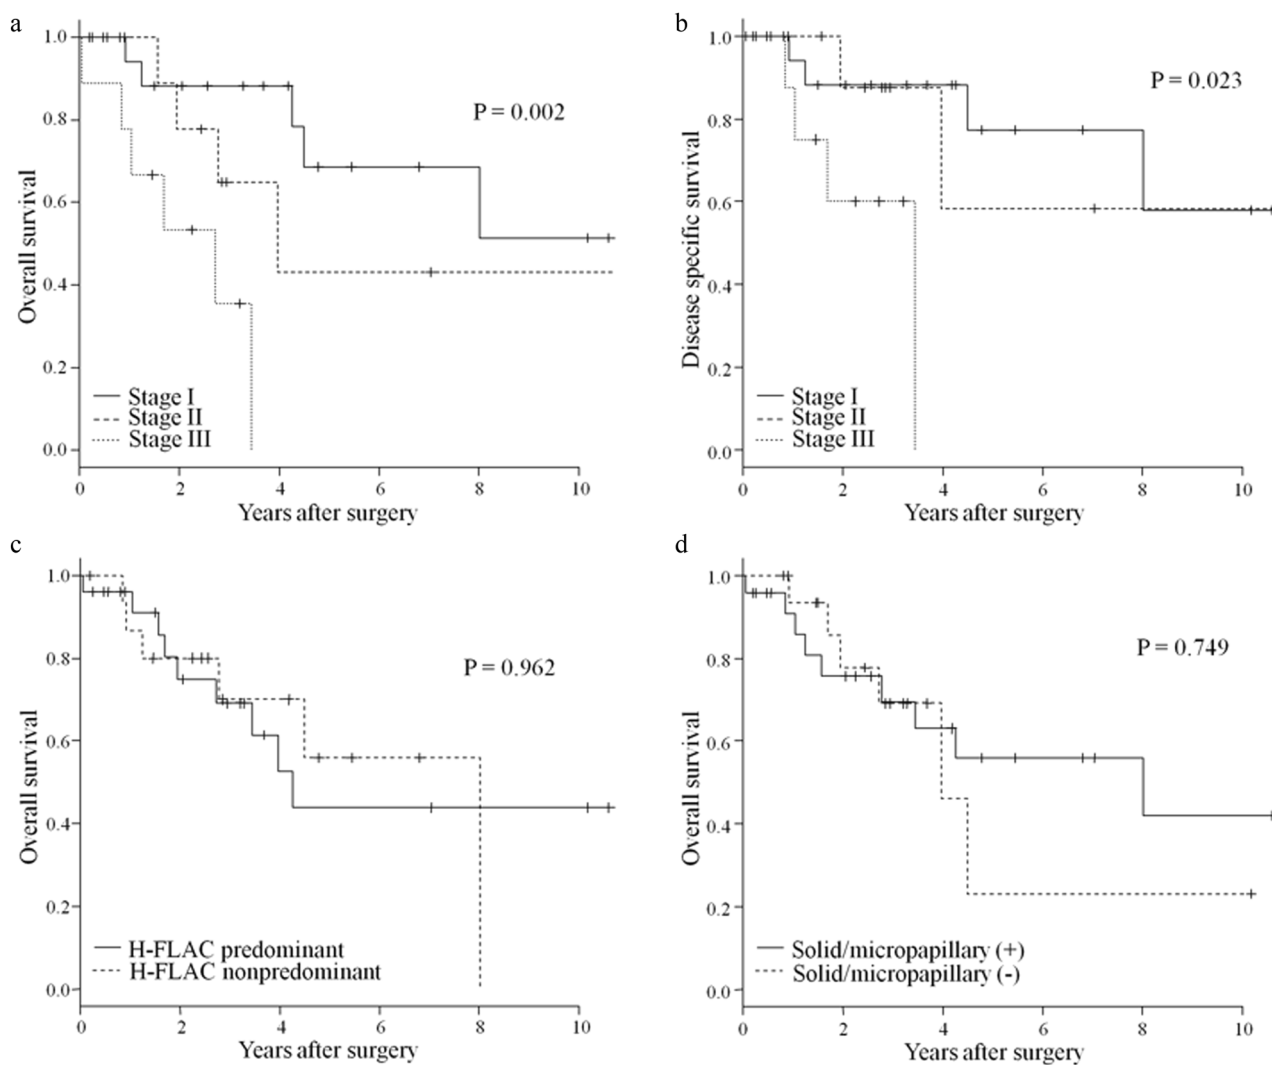 a
1.0
0.8
0.6
0.4
0.2
0.0
Overall survival
P = 0.002
Stage I
Stage II
Stage III
0 2 4 6 8 10
Years after surgery
b
1.0
0.8
0.6
0.4
0.2
0.0
Disease specific survival
P = 0.023
Stage I
Stage II
Stage III
0 2 4 6 8 10
Years after surgery
c
1.0
0.8
0.6
0.4
0.2
0.0
Overall survival
P = 0.962
H-FLAC predominant
H-FLAC nonpredominant
0 2 4 6 8 10
Years after surgery
d
1.0
0.8
0.6
0.4
0.2
0.0
Overall survival
P = 0.749
Solid/micropapillary (+)
Solid/micropapillary (-)
0 2 4 6 8 10
Years after surgery